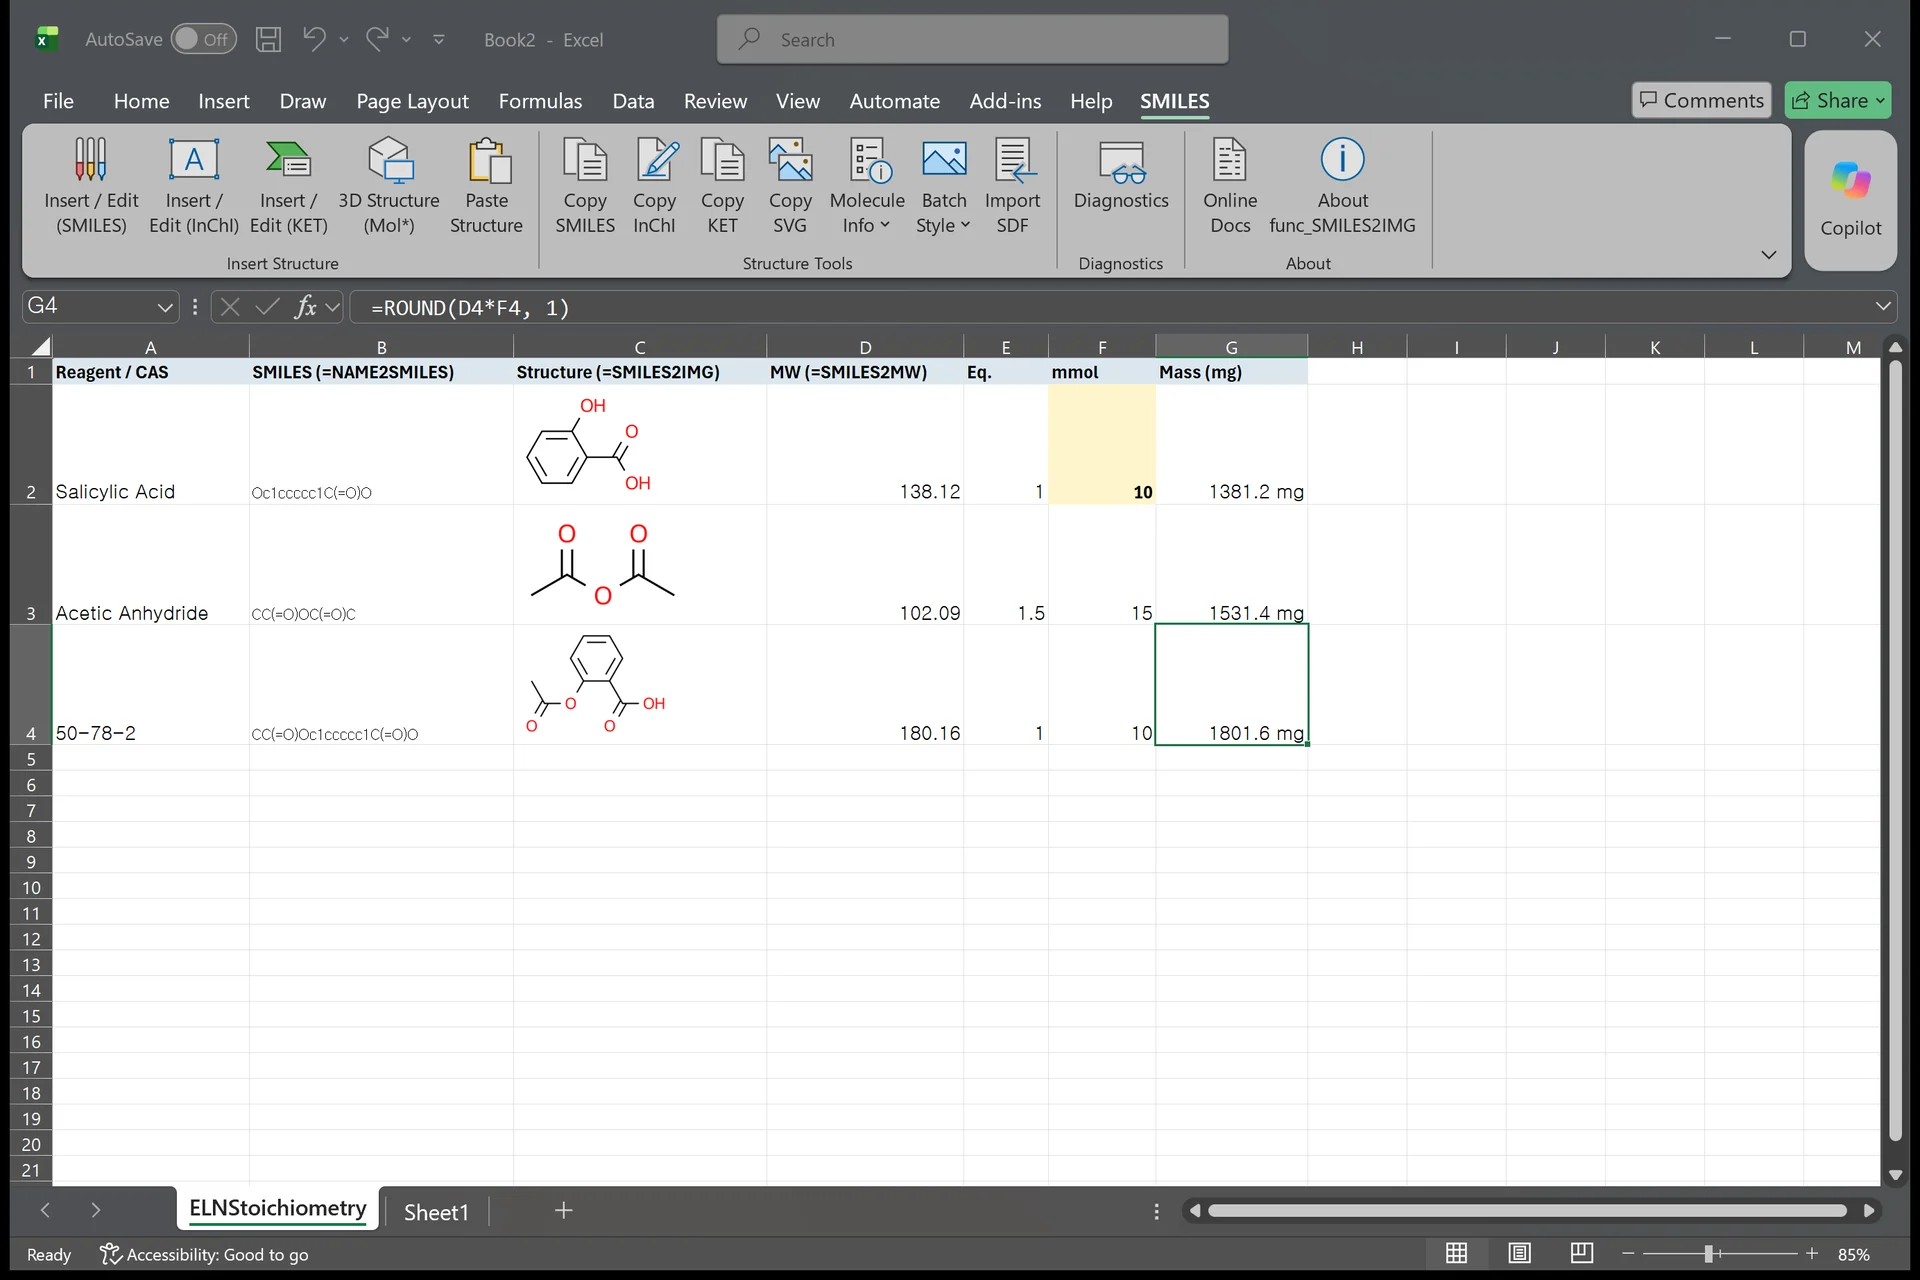 AutoSave Off Book2 - Excel Search
File Home Insert Draw Page Layout Formulas Data Review View Automate Add-ins Help SMILES Comments Share
Insert / Edit (SMILES)
Insert / Edit (InChI)
Insert / Edit (KET)
3D Structure (Mol*)
Paste Structure
Copy SMILES
Copy InChI
Copy KET
Copy SVG
Molecule Info
Batch Style
Import SDF
Diagnostics
Online Docs
About func_SMILES2IMG
Copilot
Insert Structure Structure Tools Diagnostics About
G4 fx =ROUND(D4*F4, 1)
A B C D E F G H I J K L M
1 Reagent / CAS SMILES (=NAME2SMILES) Structure (=SMILES2IMG) MW (=SMILES2MW) Eq. mmol Mass (mg)
OH
O
OH
2 Salicylic Acid Oc1ccccc1C(=O)O 138.12 1 10 1381.2 mg
O O
O
3 Acetic Anhydride CC(=O)OC(=O)C 102.09 1.5 15 1531.4 mg
O OH
O O
4 50-78-2 CC(=O)Oc1ccccc1C(=O)O 180.16 1 10 1801.6 mg
5
6
7
8
9
10
11
12
13
14
15
16
17
18
19
20
21
ELNStoichiometry Sheet1
Ready Accessibility: Good to go 85%